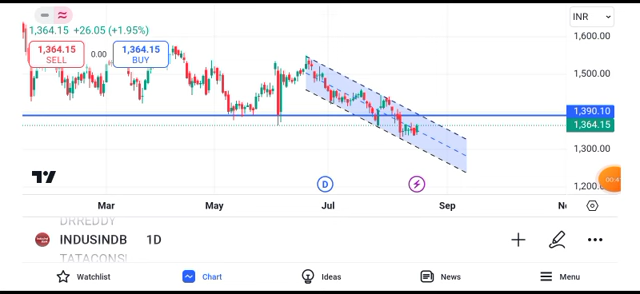 INR
1,364.15 +26.05 (+1.95%)
1,364.15
SELL
0.00
1,364.15
BUY
1,600.00
1,500.00
1,390.10
1,364.15
1,300.00
1,200.00
D
Mar
May
Jul
Sep
DRREDDY
INDUSINDB 1D
TATACONS
Watchlist
Chart
Ideas
News
Menu